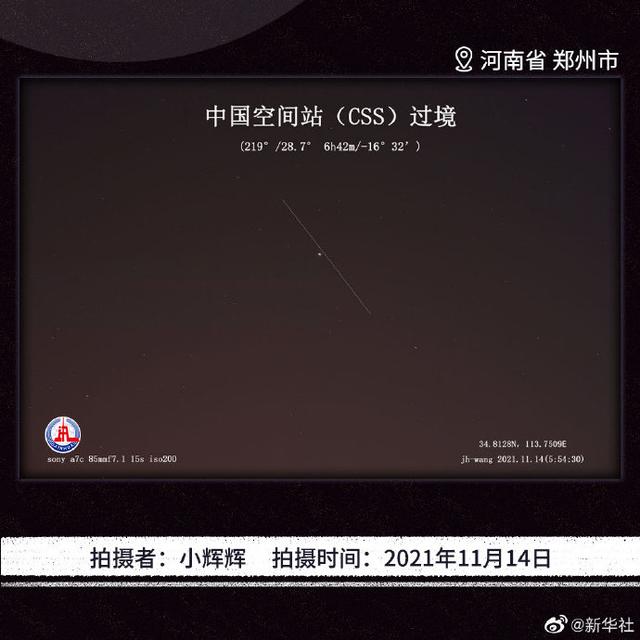 河南省 郑州市
中国空间站（CSS）过境
(219° /28.7° 6h42m/-16° 32′)
34.8128N, 113.7509E
sony a7c 85mmf7.1 15s iso200
jh-wang 2021.11.14(5:54:30)
拍摄者：小辉辉 拍摄时间：2021年11月14日
@新华社